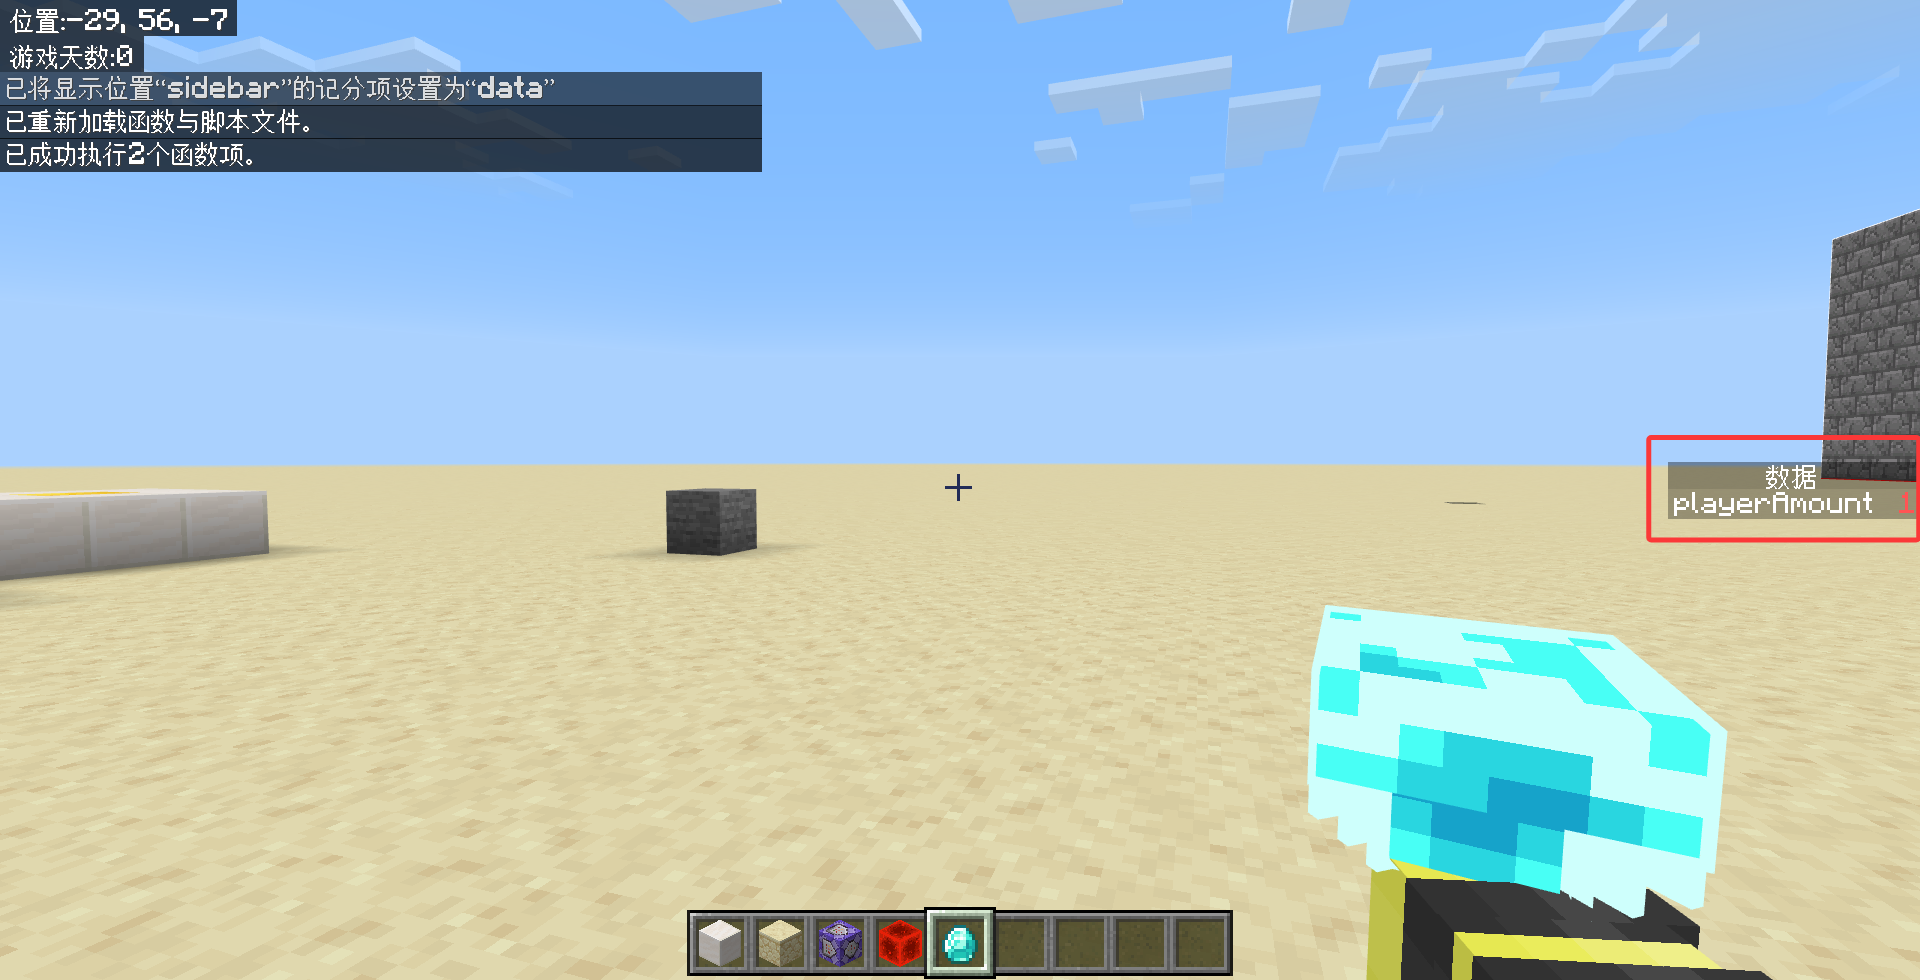 位置:-29, 56, -7
游戏天数:0
已将显示位置“sidebar”的记分项设置为“data”
已重新加载函数与脚本文件。
已成功执行2个函数项。
数据
playerAmount 1